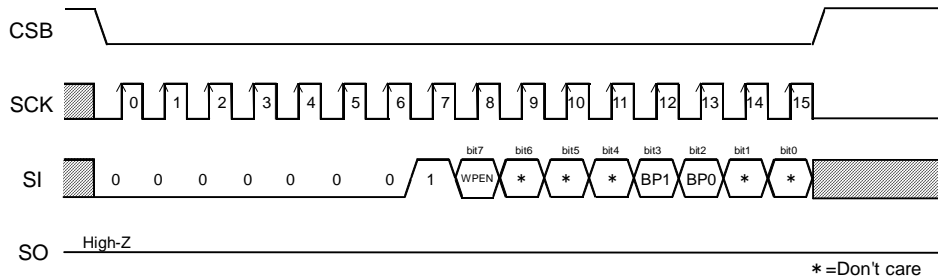 CSB
SCK 0 1 2 3 4 5 6 7 8 9 10 11 12 13 14 15
bit7 bit6 bit5 bit4 bit3 bit2 bit1 bit0
SI 0 0 0 0 0 0 0 1 WPEN * * * BP1 BP0 * *
SO High-Z
*=Don't care